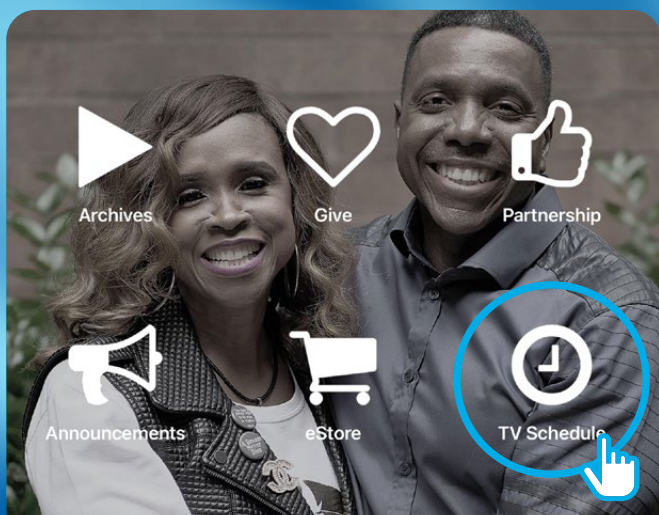 Archives
Give
Partnership
Announcements
eStore
TV Schedule